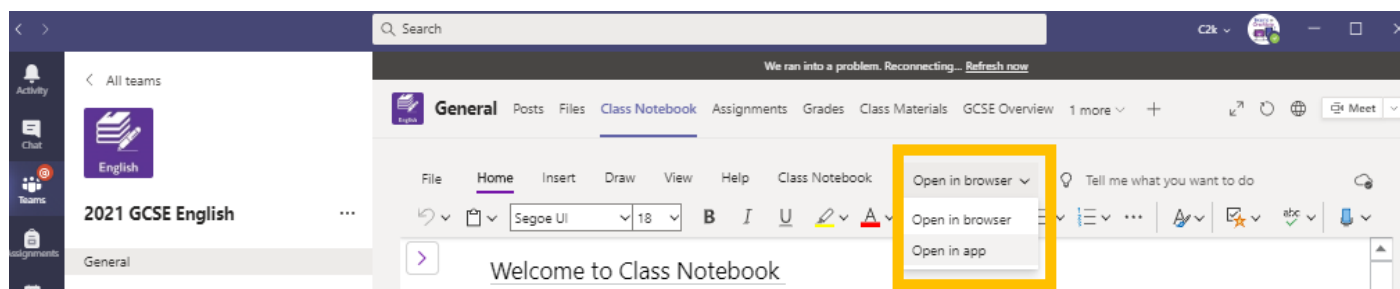 Search
C2k
We ran into a problem. Reconnecting... Refresh now
Activity
Chat
Teams
Assignments
All teams
English
2021 GCSE English
General
English
General Posts Files Class Notebook Assignments Grades Class Materials GCSE Overview 1 more
Meet
File Home Insert Draw View Help Class Notebook Open in browser Tell me what you want to do
Segoe UI 18 B I U A abc
Open in browser
Open in app
Welcome to Class Notebook